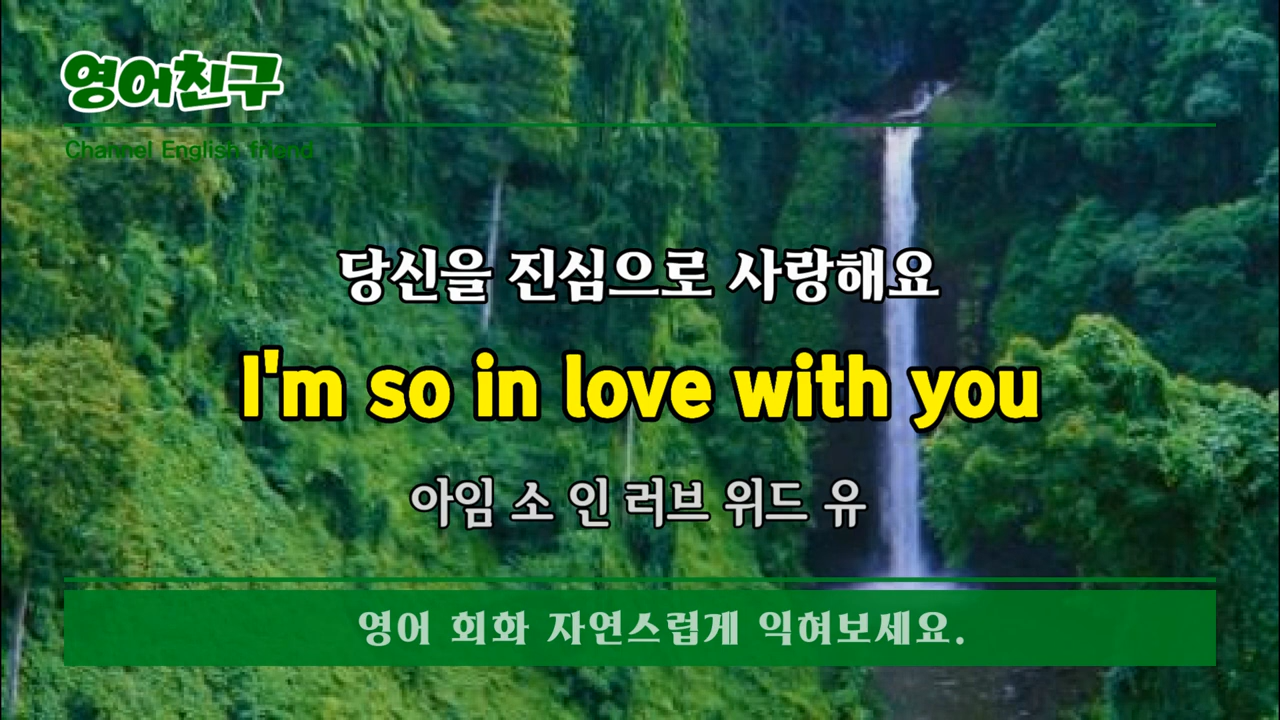 영어친구
Channel English friend
당신을 진심으로 사랑해요
I'm so in love with you
아임 소 인 러브 위드 유
영어 회화 자연스럽게 익혀보세요.